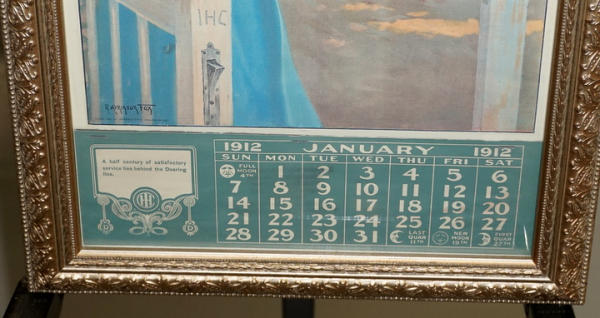 IHC
R. Atkinson Fox
1912 JANUARY 1912
SUN MON TUE WED THU FRI SAT
FULL MOON 4TH 1 2 3 4 5 6
7 8 9 10 11 12 13
14 15 16 17 18 19 20
21 22 23 24 25 26 27
28 29 30 31 LAST QUAR 11TH NEW MOON 19TH FIRST QUAR 27TH
A half century of satisfactory
service lies behind the Deering
line.
IHC
D D